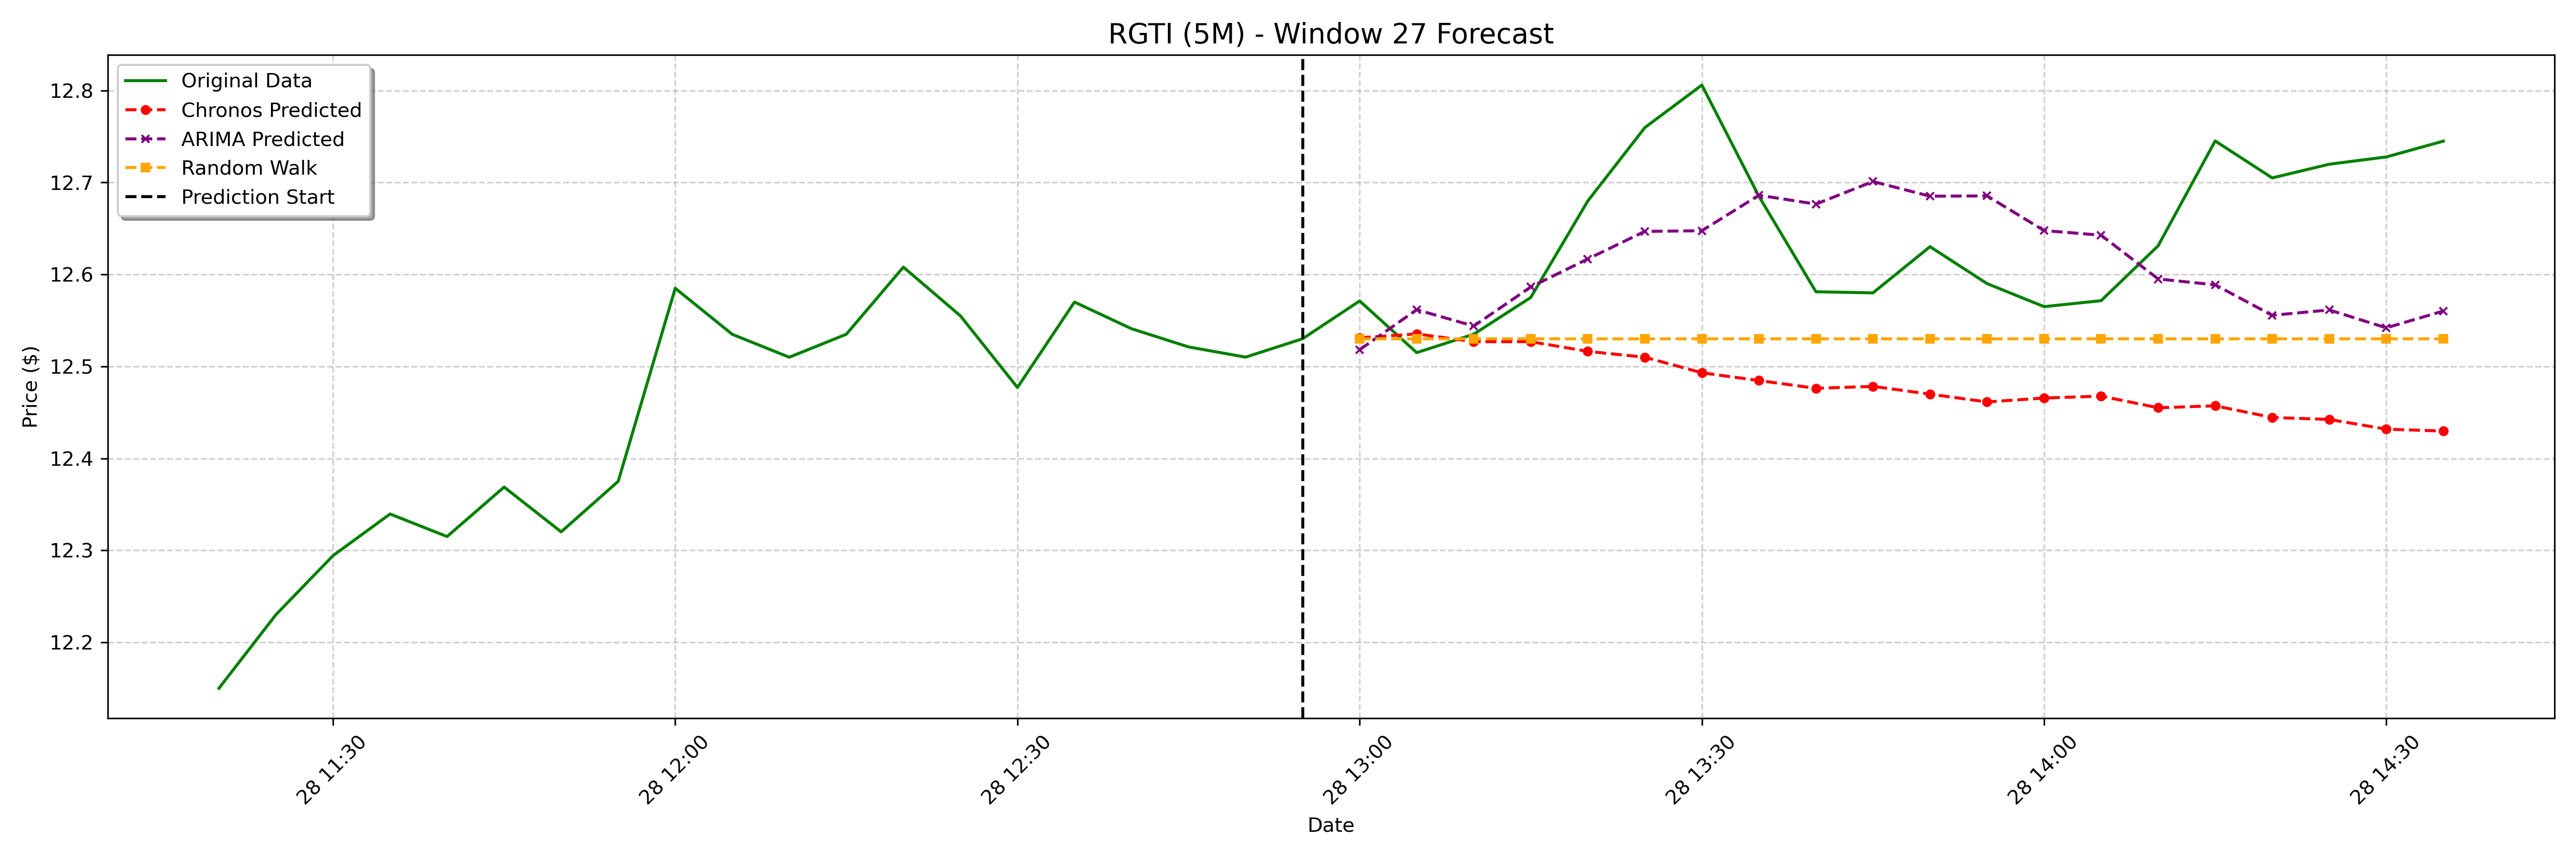 RGTI (5M) - Window 27 Forecast
Original Data
Chronos Predicted
ARIMA Predicted
Random Walk
Prediction Start
12.8
12.7
12.6
12.5
12.4
12.3
12.2
Price ($)
28 11:30
28 12:00
28 12:30
28 13:00
28 13:30
28 14:00
28 14:30
Date